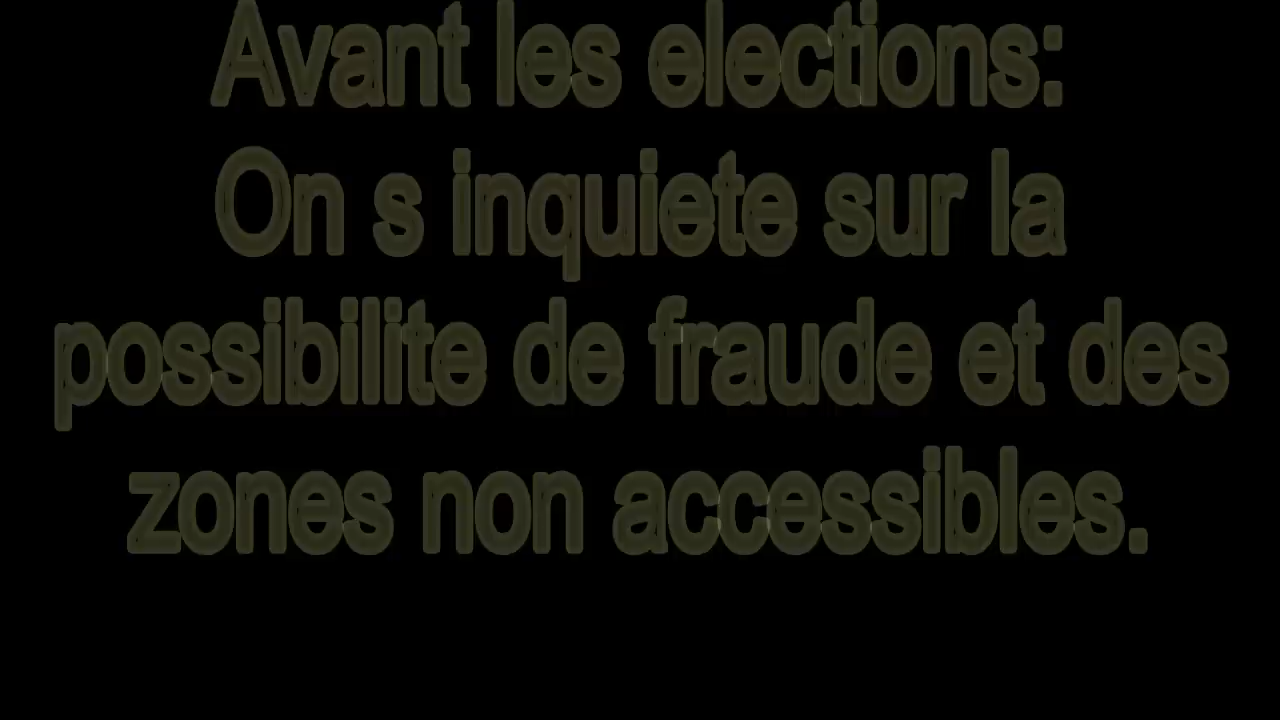 Avant les elections:
On s inquiete sur la
possibilite de fraude et des
zones non accessibles.